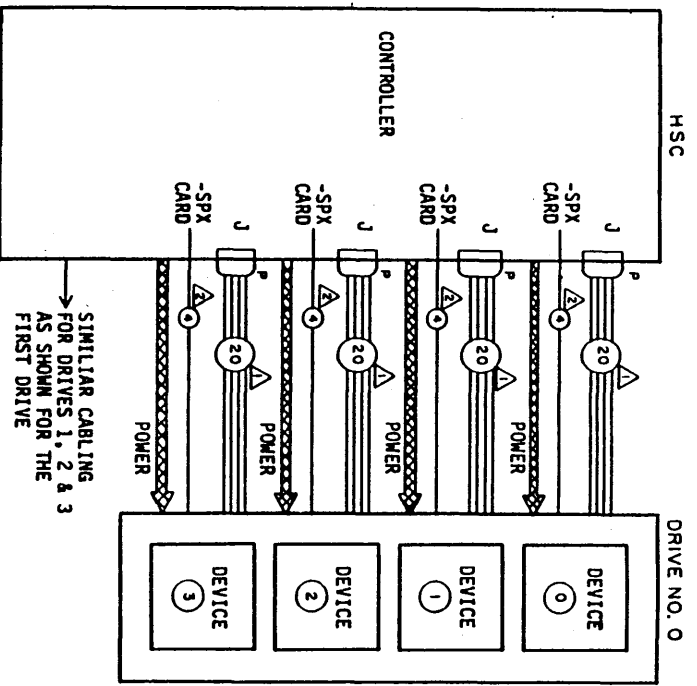 HSC
DRIVE NO. 0
CONTROLLER
-SPX
CARD
J
P
2
4
20
1
POWER
DEVICE
0
-SPX
CARD
J
P
2
4
20
1
POWER
DEVICE
1
-SPX
CARD
J
P
2
4
20
1
POWER
DEVICE
2
-SPX
CARD
J
P
2
4
20
1
POWER
DEVICE
3
SIMILIAR CABLING
FOR DRIVES 1, 2 & 3
AS SHOWN FOR THE
FIRST DRIVE